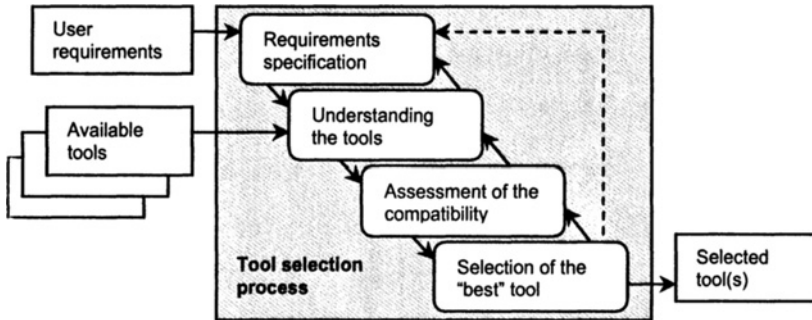 User
requirements
Requirements
specification
Available
tools
Understanding
the tools
Assessment of the
compatibility
Tool selection
process
Selection of the
"best" tool
Selected
tool(s)